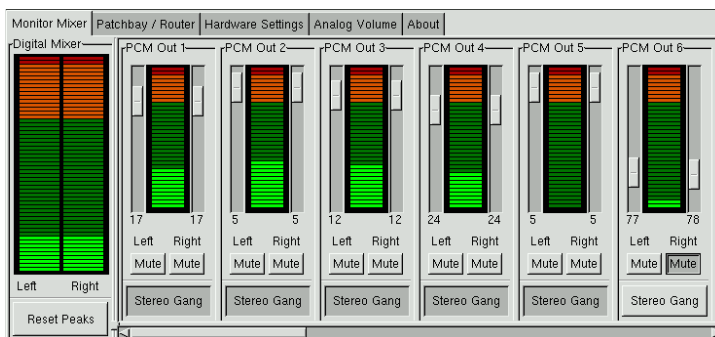 Monitor Mixer Patchbay / Router Hardware Settings Analog Volume About
Digital Mixer PCM Out 1 PCM Out 2 PCM Out 3 PCM Out 4 PCM Out 5 PCM Out 6
17 17 5 5 12 12 24 24 5 5 77 78
Left Right Left Right Left Right Left Right Left Right Left Right
Mute Mute Mute Mute Mute Mute Mute Mute Mute Mute Mute Mute
Left Right
Stereo Gang Stereo Gang Stereo Gang Stereo Gang Stereo Gang Stereo Gang
Reset Peaks